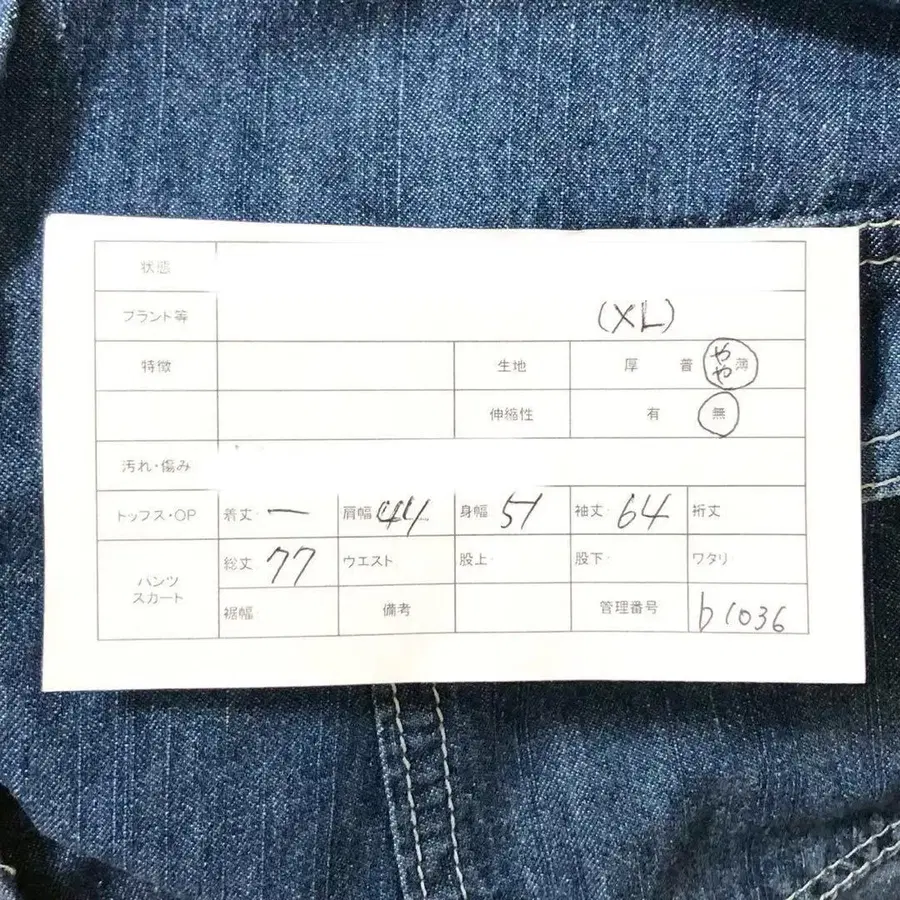 状態
ブランド等 (XL)
特徴 生地 厚 普 やや 薄
伸縮性 有 無
汚れ・傷み
トップス・OP 着丈 ー 肩幅 44 身幅 51 袖丈 64 裄丈
パンツ スカート 総丈 77 ウエスト 股上 股下 ワタリ
裾幅 備考 管理番号 b1036